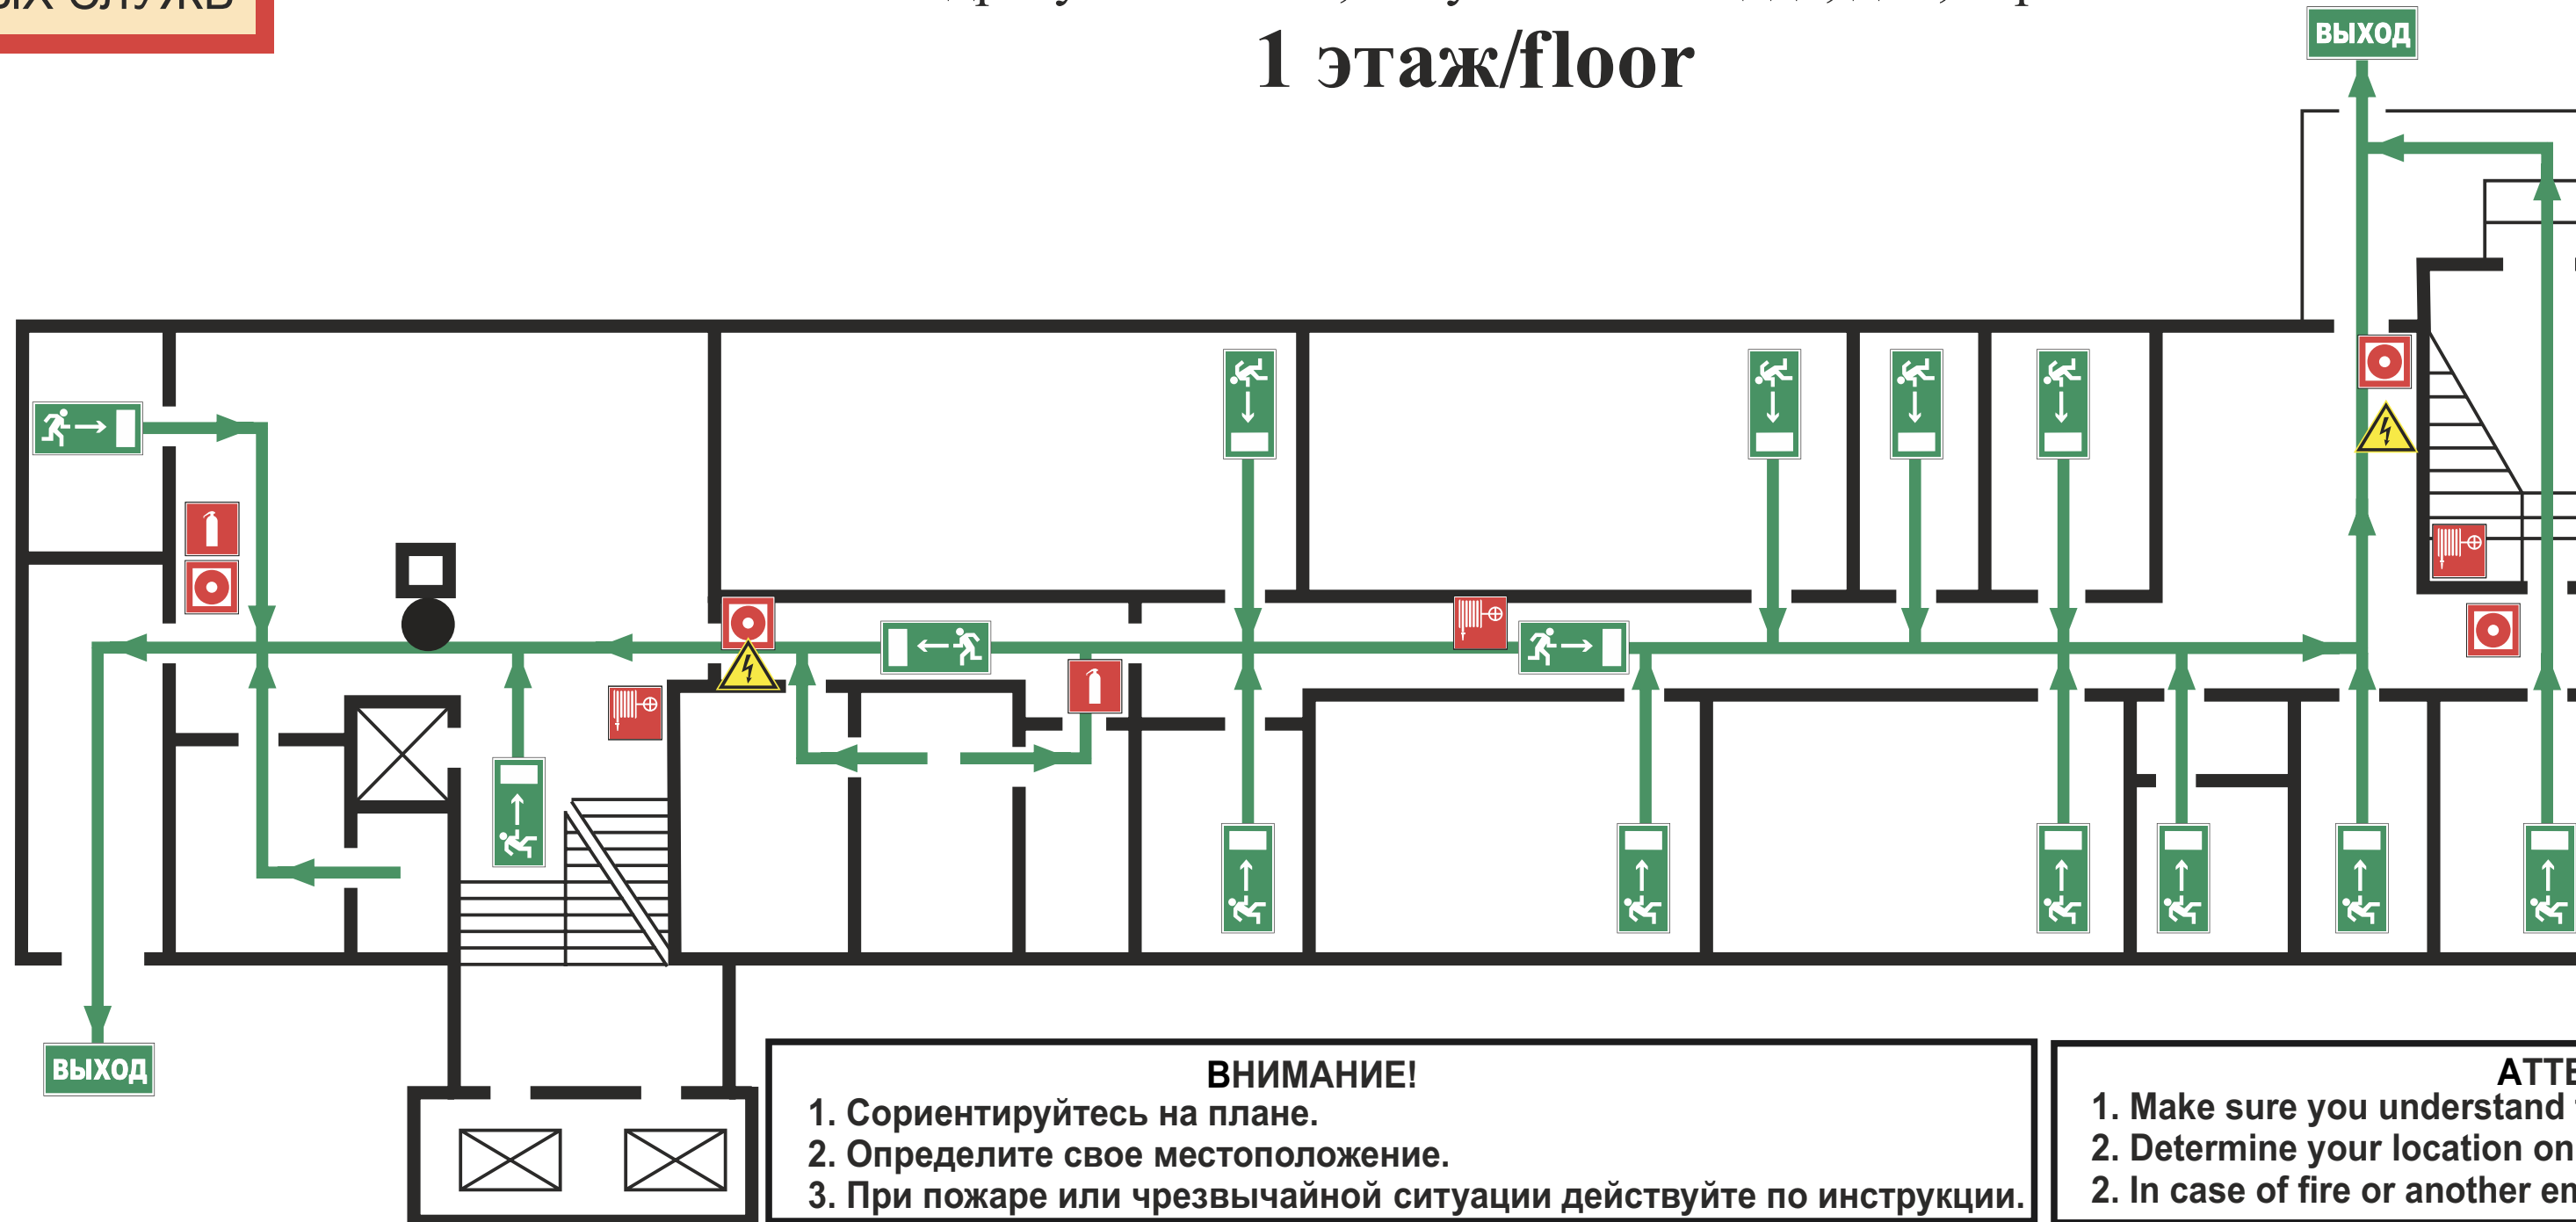 1 этаж/floor
ВЫХОД
ВЫХОД
ВНИМАНИЕ!
1. Сориентируйтесь на плане.
2. Определите свое местоположение.
3. При пожаре или чрезвычайной ситуации действуйте по инструкции.
1. Make sure you understand
2. Determine your location on
2. In case of fire or another